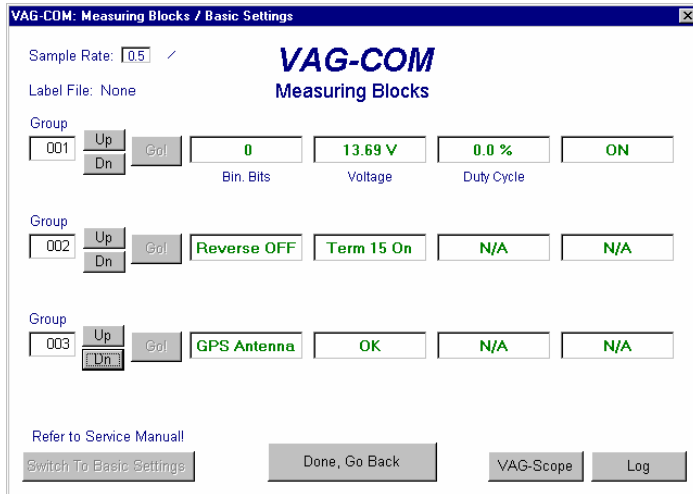 VAG-COM: Measuring Blocks / Basic Settings
Sample Rate: 0.5 /
VAG-COM
Label File: None
Measuring Blocks
Group
001 Up Dn Go! 0 13.69 V 0.0 % ON
Bin. Bits Voltage Duty Cycle
Group
002 Up Dn Go! Reverse OFF Term 15 On N/A N/A
Group
003 Up Dn Go! GPS Antenna OK N/A N/A
Refer to Service Manual!
Switch To Basic Settings Done, Go Back VAG-Scope Log